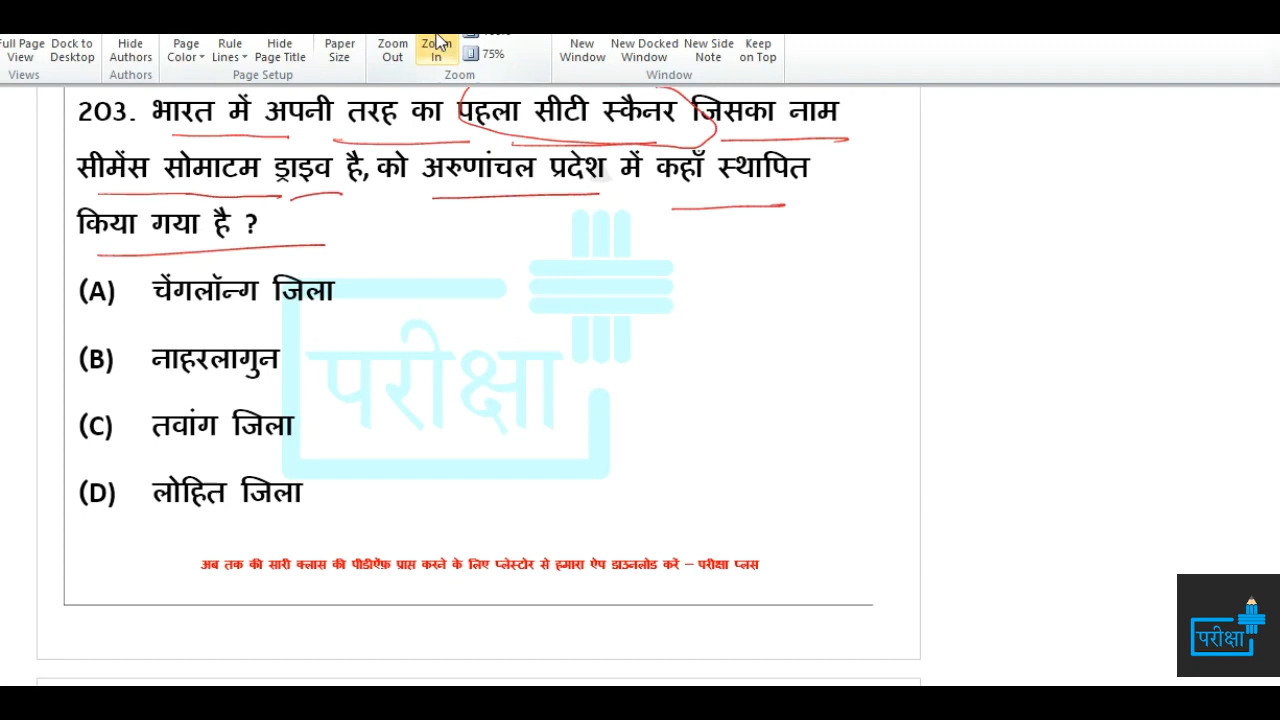 Full Page Dock to Hide Page Rule Hide Paper Zoom Zoom New New Docked New Side Keep
View Desktop Authors Color Lines Page Title Size Out In 75% Window Window Note on Top
Views Authors Page Setup Zoom Window
203. भारत में अपनी तरह का पहला सीटी स्कैनर जिसका नाम
सीमेंस सोमाटम ड्राइव है, को अरुणांचल प्रदेश में कहाँ स्थापित
किया गया है ?
(A) चेंगलॉन्ग जिला
(B) नाहरलागुन
(C) तवांग जिला
(D) लोहित जिला
परीक्षा
अब तक की सारी क्लास की पीडीऍफ़ प्राप्त करने के लिए प्लेस्टोर से हमारा ऐप डाउनलोड करें – परीक्षा प्लस
परीक्षा